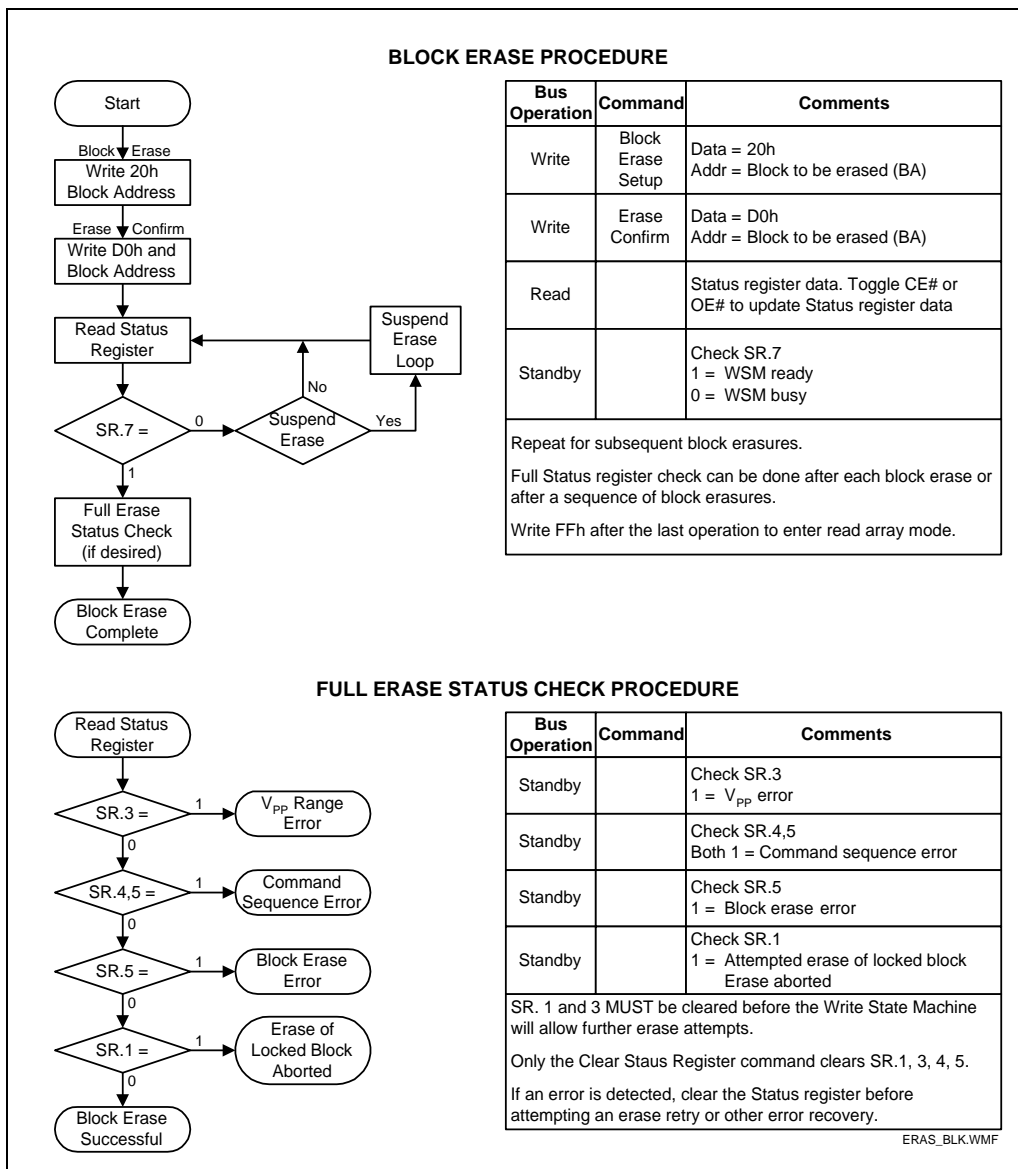 BLOCK ERASE PROCEDURE
Start
Block Erase
Write 20h
Block Address
Erase Confirm
Write D0h and
Block Address
Read Status
Register
Suspend
Erase
Loop
No
SR.7 =
0
Suspend
Erase
Yes
1
Full Erase
Status Check
(if desired)
Block Erase
Complete
Bus
Operation
Command
Comments
Write
Block
Erase
Setup
Data = 20h
Addr = Block to be erased (BA)
Write
Erase
Confirm
Data = D0h
Addr = Block to be erased (BA)
Read
Status register data. Toggle CE# or
OE# to update Status register data
Standby
Check SR.7
1 = WSM ready
0 = WSM busy
Repeat for subsequent block erasures.
Full Status register check can be done after each block erase or
after a sequence of block erasures.
Write FFh after the last operation to enter read array mode.
FULL ERASE STATUS CHECK PROCEDURE
Read Status
Register
SR.3 =
1
VPP Range
Error
0
SR.4,5 =
1
Command
Sequence Error
0
SR.5 =
1
Block Erase
Error
0
SR.1 =
1
Erase of
Locked Block
Aborted
0
Block Erase
Successful
Bus
Operation
Command
Comments
Standby
Check SR.3
1 = VPP error
Standby
Check SR.4,5
Both 1 = Command sequence error
Standby
Check SR.5
1 = Block erase error
Standby
Check SR.1
1 = Attempted erase of locked block
Erase aborted
SR. 1 and 3 MUST be cleared before the Write State Machine
will allow further erase attempts.
Only the Clear Staus Register command clears SR.1, 3, 4, 5.
If an error is detected, clear the Status register before
attempting an erase retry or other error recovery.
ERAS_BLK.WMF